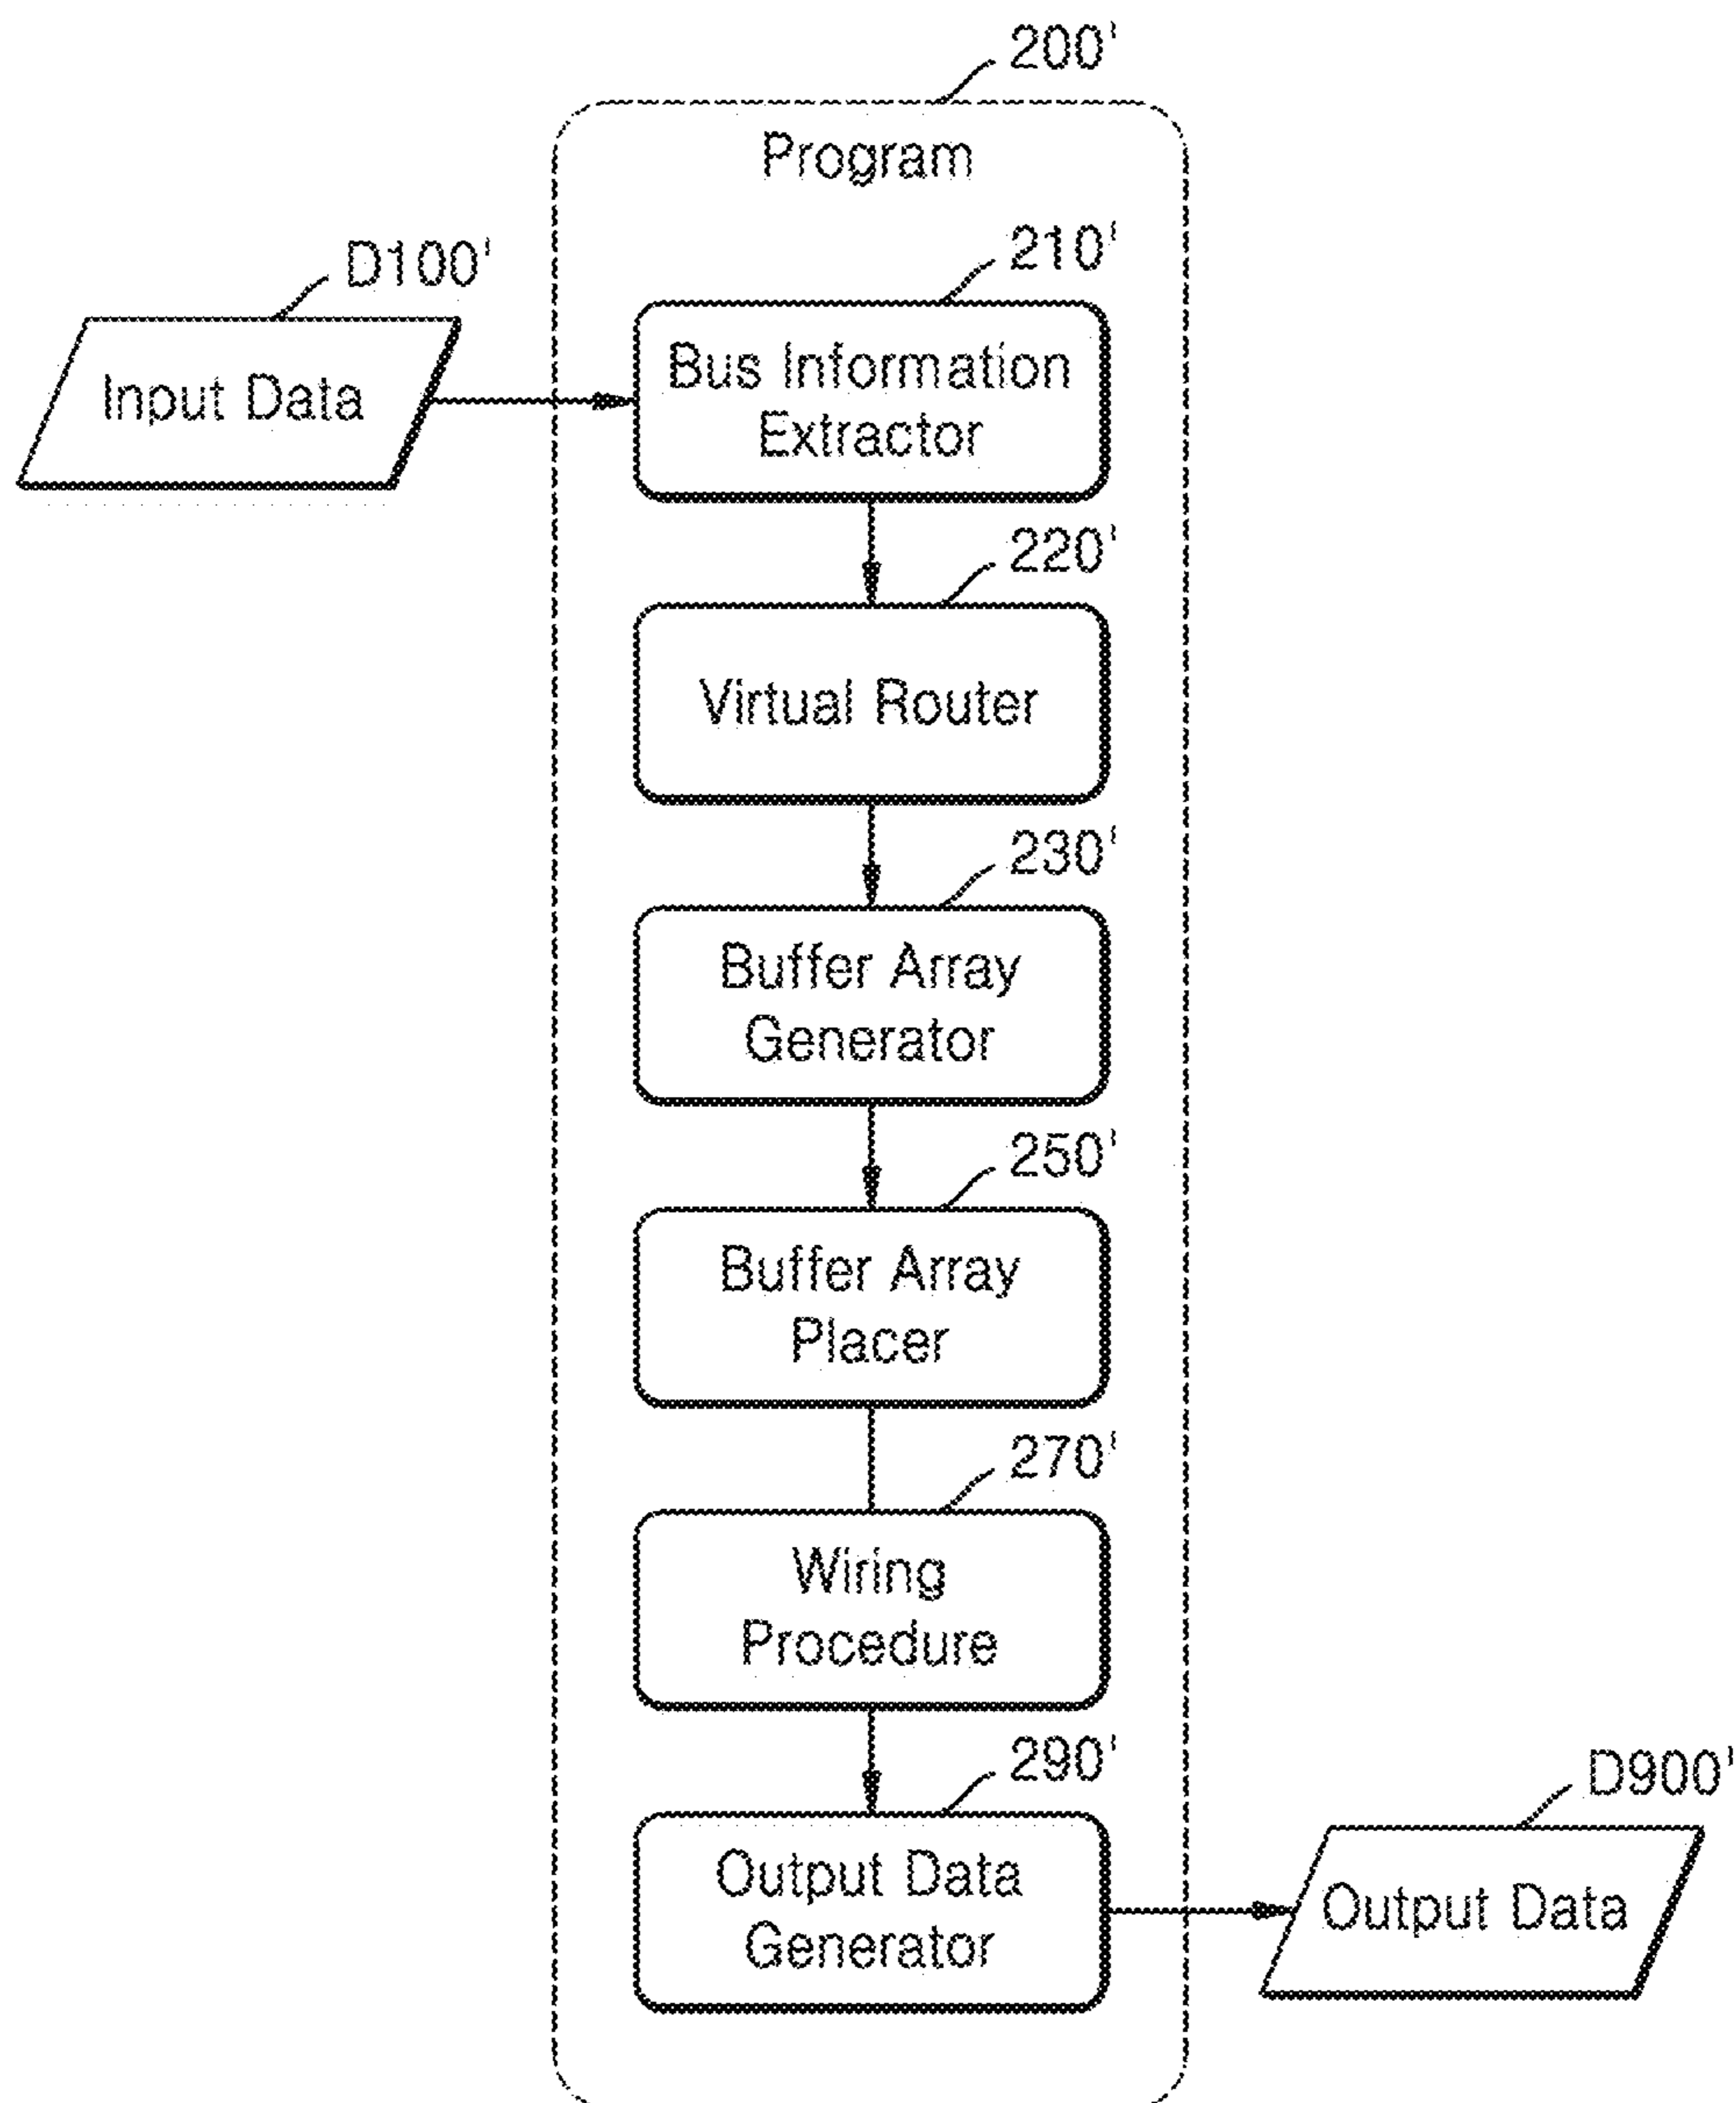 200'
Program
D100'
210'
Input Data
Bus Information
Extractor
220'
Virtual Router
230'
Buffer Array
Generator
250'
Buffer Array
Placer
270'
Wiring
Procedure
290'
D900'
Output Data
Generator
Output Data